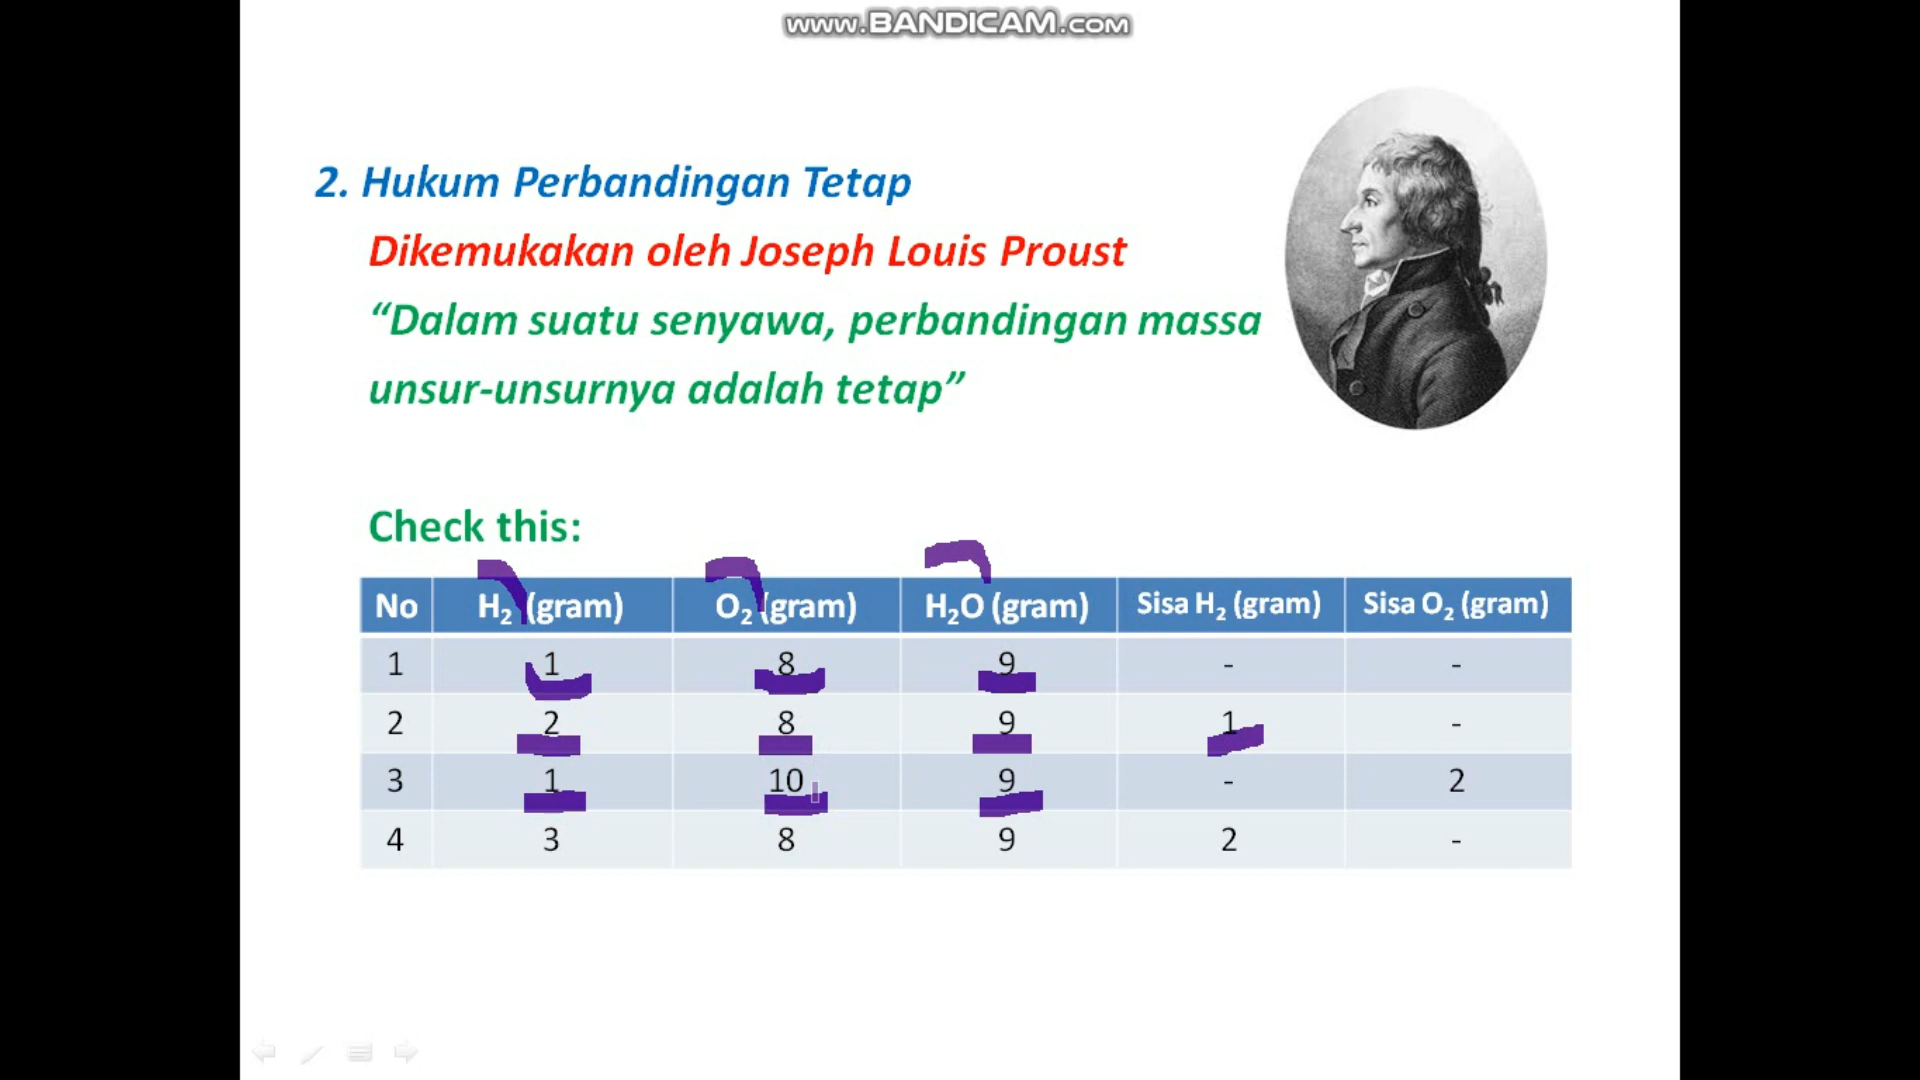 www.BANDICAM.COM
2. Hukum Perbandingan Tetap
Dikemukakan oleh Joseph Louis Proust
“Dalam suatu senyawa, perbandingan massa
unsur-unsurnya adalah tetap”
Check this:
No H₂ (gram) O₂ (gram) H₂O (gram) Sisa H₂ (gram) Sisa O₂ (gram)
1 1 8 9 - -
2 2 8 9 1 -
3 1 10 9 - 2
4 3 8 9 2 -